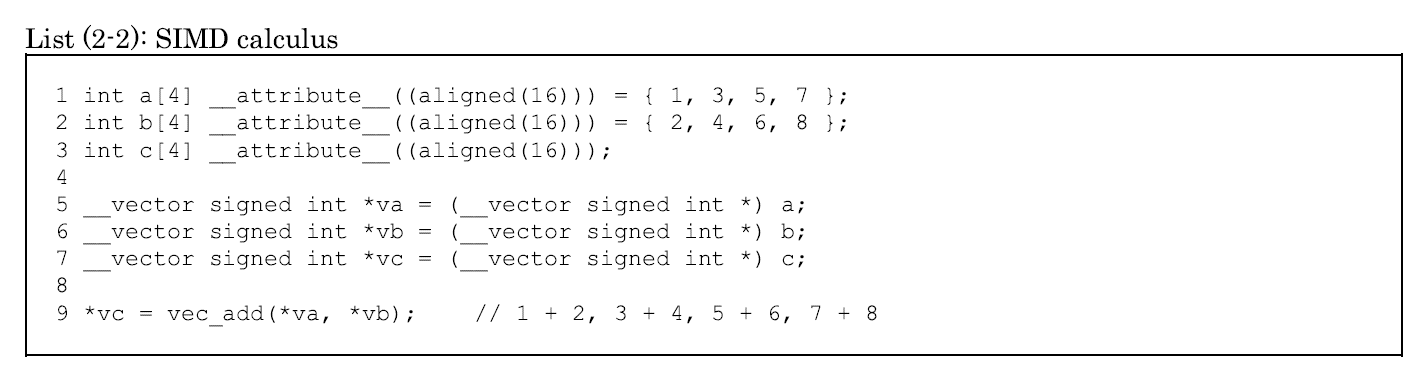 List (2-2): SIMD calculus
1 int a[4] __attribute__((aligned(16))) = { 1, 3, 5, 7 };
2 int b[4] __attribute__((aligned(16))) = { 2, 4, 6, 8 };
3 int c[4] __attribute__((aligned(16)));
4
5 __vector signed int *va = (__vector signed int *) a;
6 __vector signed int *vb = (__vector signed int *) b;
7 __vector signed int *vc = (__vector signed int *) c;
8
9 *vc = vec_add(*va, *vb);    // 1 + 2, 3 + 4, 5 + 6, 7 + 8